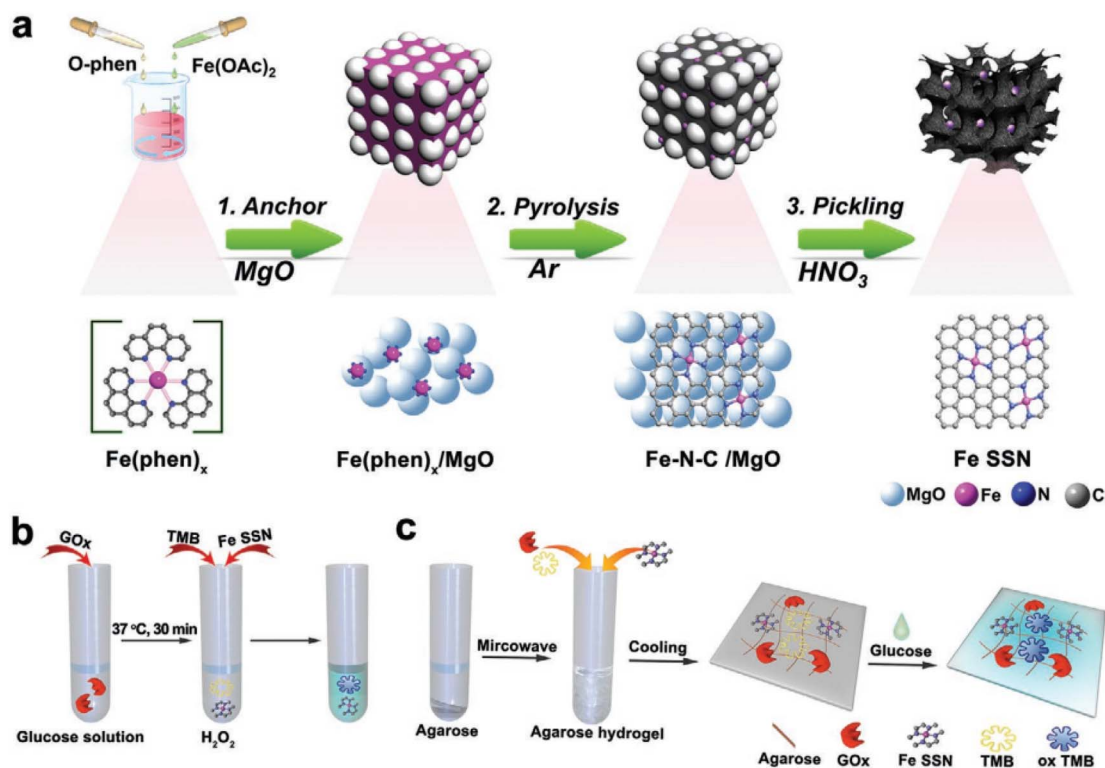 a
O-phen
Fe(OAc)2
1. Anchor
MgO
2. Pyrolysis
Ar
3. Pickling
HNO3
Fe(phen)x
Fe(phen)x/MgO
Fe-N-C /MgO
Fe SSN
MgO Fe N C
b
GOx
TMB Fe SSN
37 °C, 30 min
Glucose solution
H2O2
c
Mircowave
Cooling
Glucose
Agarose
Agarose hydrogel
Agarose GOx Fe SSN TMB ox TMB